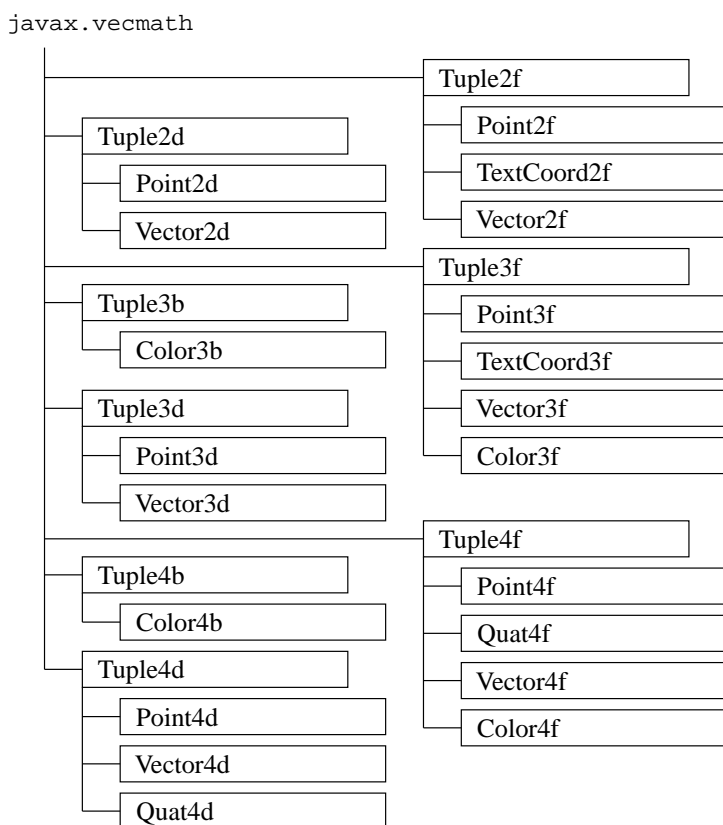 javax.vecmath
Tuple2f
Point2f
TextCoord2f
Vector2f
Tuple2d
Point2d
Vector2d
Tuple3f
Point3f
TextCoord3f
Vector3f
Color3f
Tuple3b
Color3b
Tuple3d
Point3d
Vector3d
Tuple4f
Point4f
Quat4f
Vector4f
Color4f
Tuple4b
Color4b
Tuple4d
Point4d
Vector4d
Quat4d